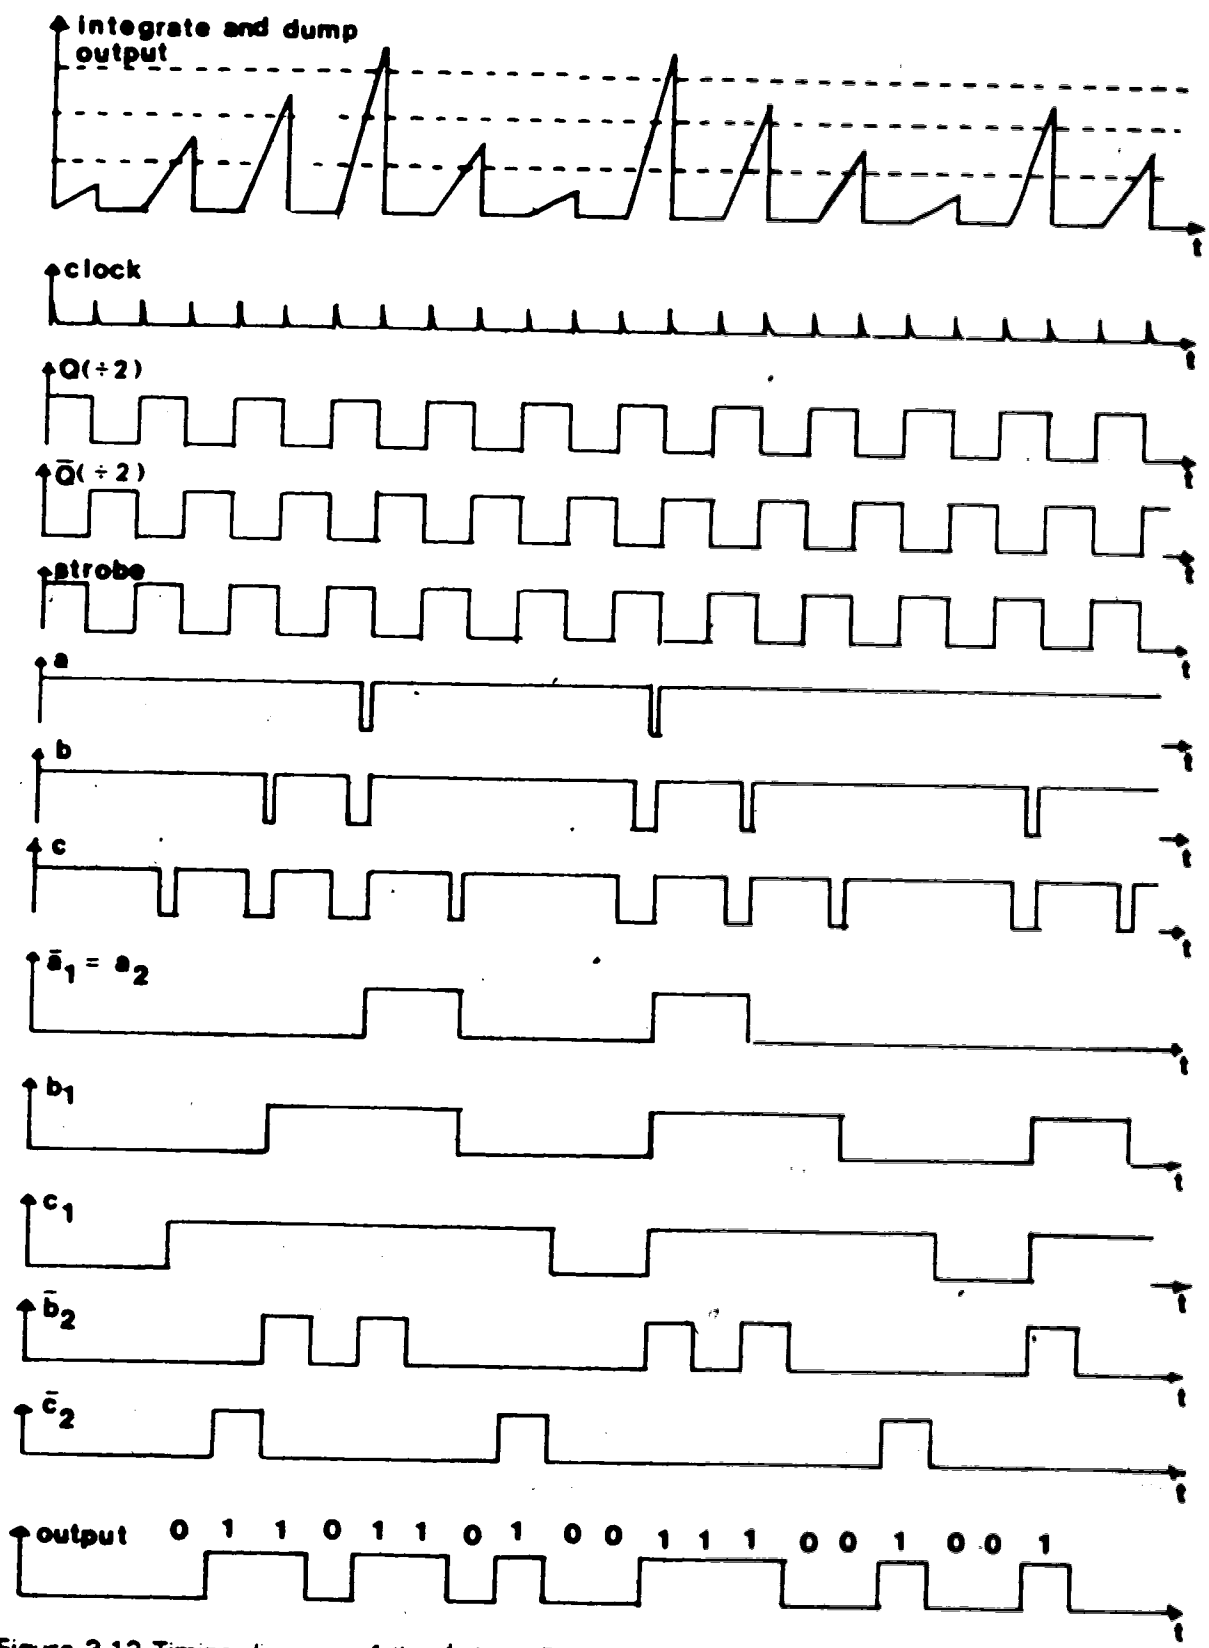 integrate and dump
output
t
clock
t
Q(÷2)
t
Q̄(÷2)
t
strobe
t
a
t
b
t
c
t
ā₁ = a₂
t
b₁
t
c₁
t
b̄₂
t
c̄₂
t
output 0 1 1 0 1 1 0 1 0 0 1 1 1 0 0 1 0 0 1
t
Figure